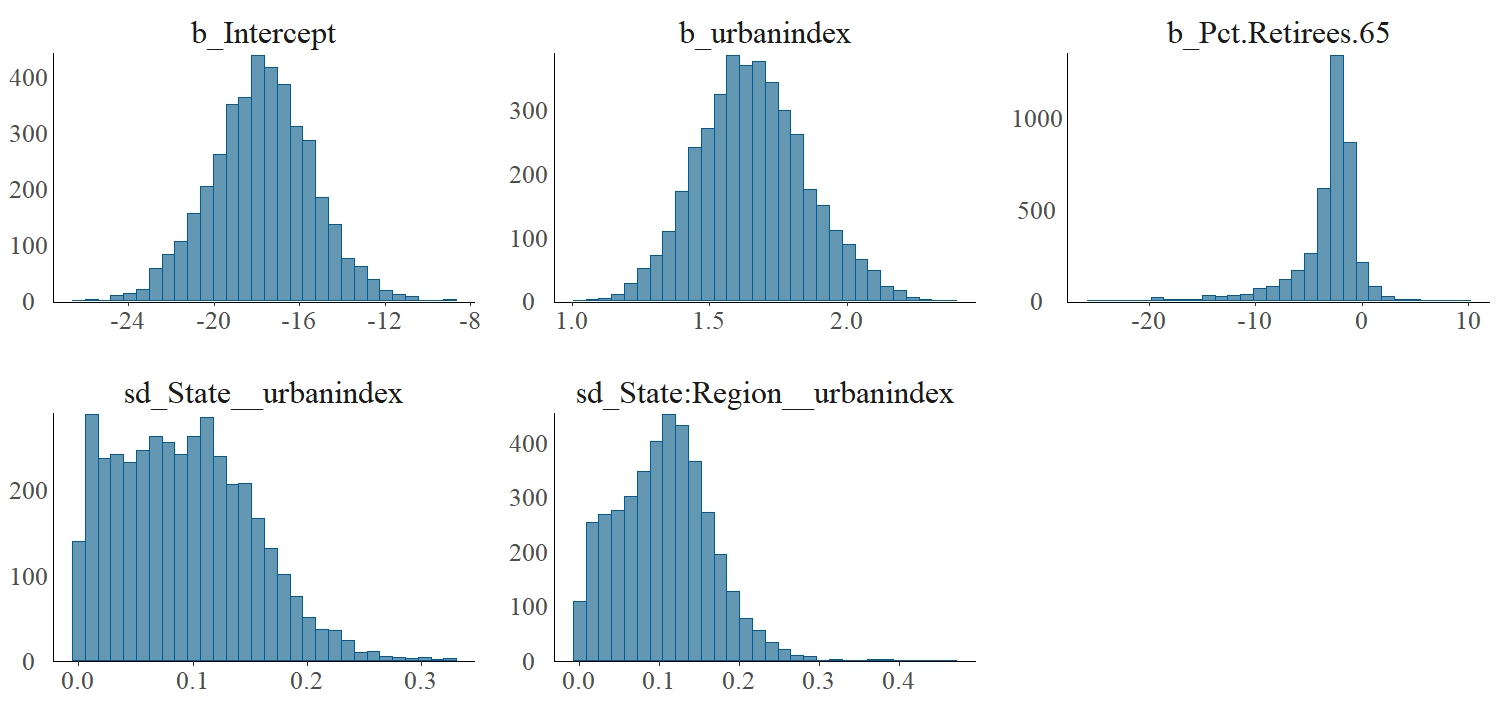 b_Intercept
400
300
200
100
0
-24 -20 -16 -12 -8
b_urbanindex
300
200
100
0
1.0 1.5 2.0
b_Pct.Retirees.65
1000
500
0
-20 -10 0 10
sd_State__urbanindex
200
100
0
0.0 0.1 0.2 0.3
sd_State:Region__urbanindex
400
300
200
100
0
0.0 0.1 0.2 0.3 0.4